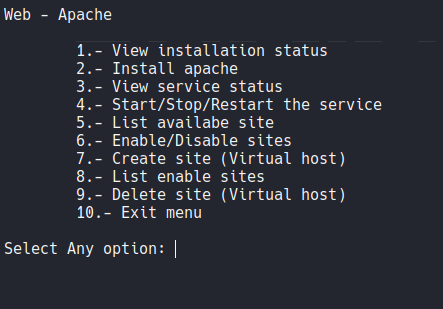 Web - Apache
1.- View installation status
2.- Install apache
3.- View service status
4.- Start/Stop/Restart the service
5.- List availabe site
6.- Enable/Disable sites
7.- Create site (Virtual host)
8.- List enable sites
9.- Delete site (Virtual host)
10.- Exit menu
Select Any option: